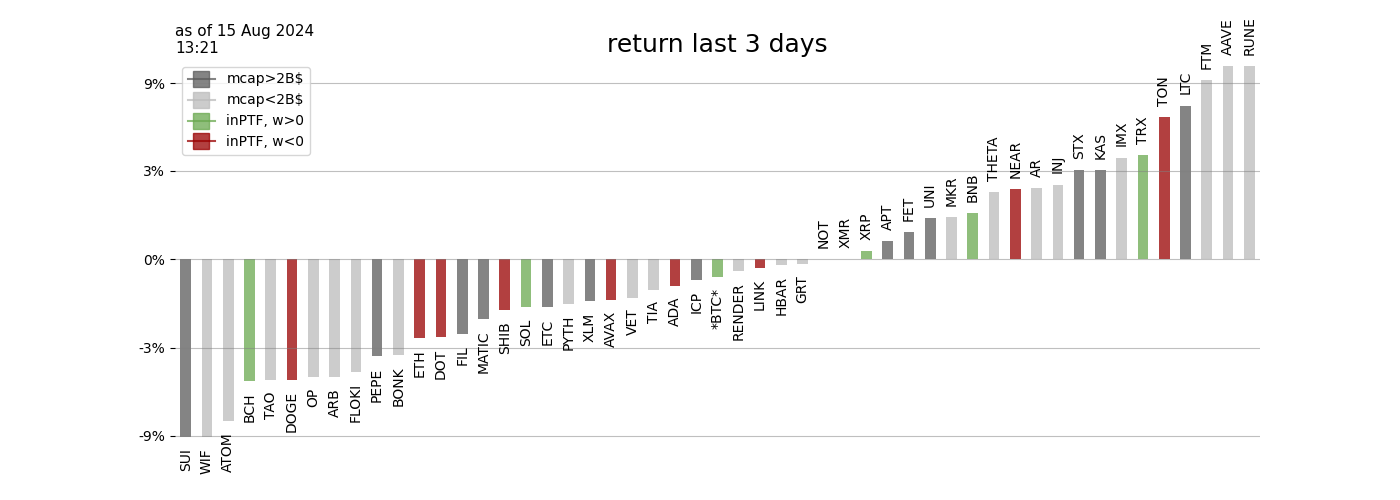 as of 15 Aug 2024
13:21
return last 3 days
mcap>2B$
mcap<2B$
inPTF, w>0
inPTF, w<0
9%
3%
0%
-3%
-9%
SUI
WIF
ATOM
BCH
TAO
DOGE
OP
ARB
FLOKI
PEPE
BONK
ETH
DOT
FIL
MATIC
SHIB
SOL
ETC
PYTH
XLM
AVAX
VET
TIA
ADA
ICP
*BTC*
RENDER
LINK
HBAR
GRT
NOT
XMR
XRP
APT
FET
UNI
MKR
BNB
THETA
NEAR
AR
INJ
STX
KAS
IMX
TRX
TON
LTC
FTM
AAVE
RUNE